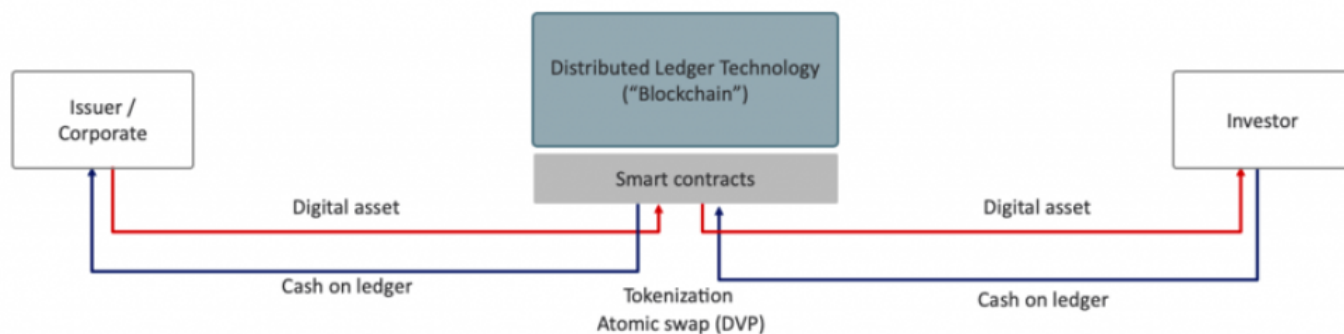 Distributed Ledger Technology
(“Blockchain”)
Issuer /
Corporate
Investor
Smart contracts
Digital asset
Digital asset
Cash on ledger
Tokenization
Atomic swap (DVP)
Cash on ledger